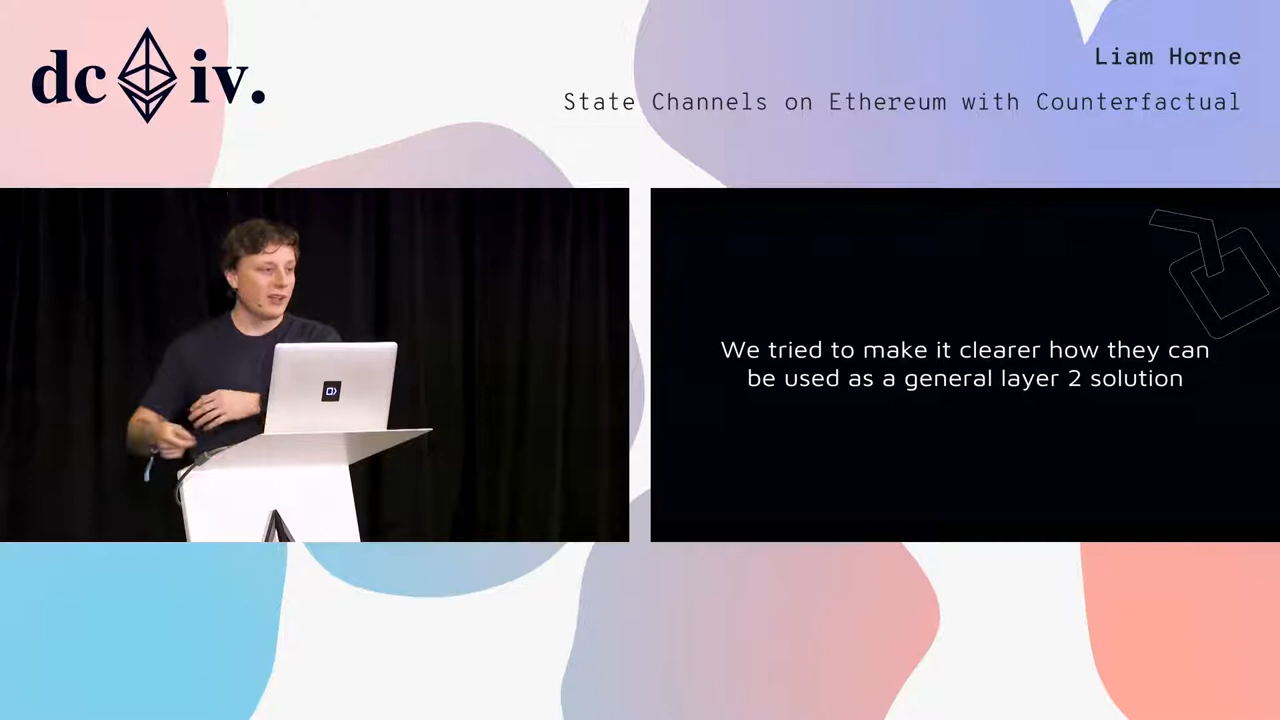 dc iv.
Liam Horne
State Channels on Ethereum with Counterfactual
We tried to make it clearer how they can
be used as a general layer 2 solution